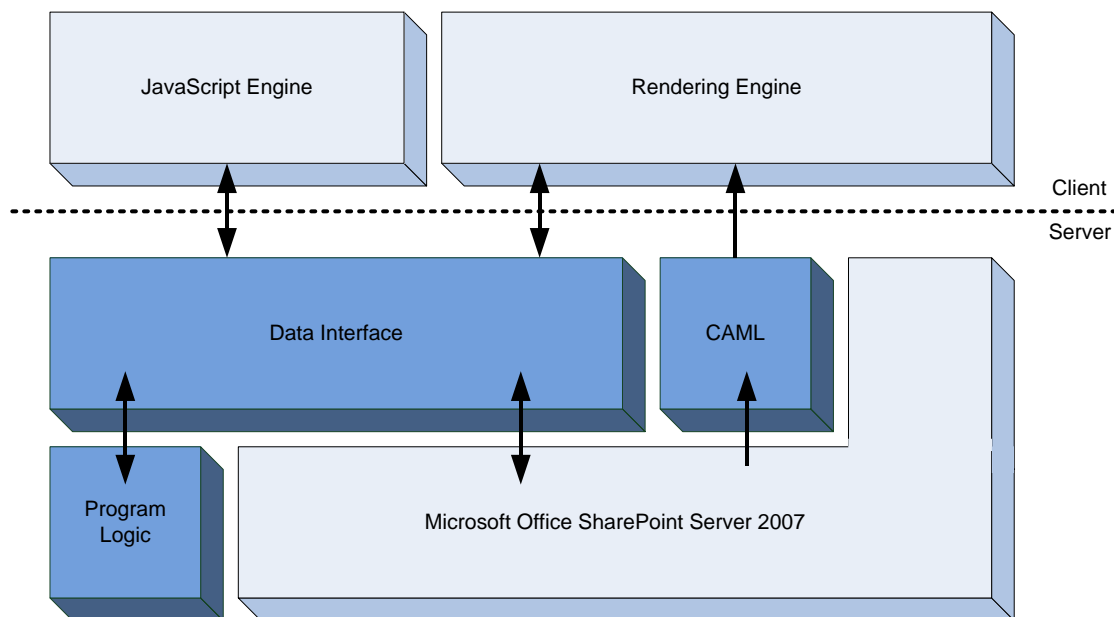 JavaScript Engine
Rendering Engine
Client
Server
Data Interface
CAML
Program
Logic
Microsoft Office SharePoint Server 2007